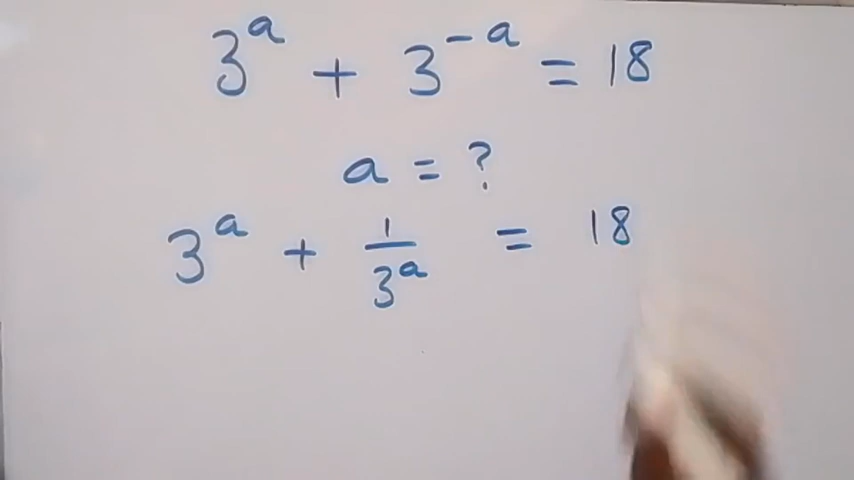 3^a + 3^-a = 18
a = ?
3^a + 1/3^a = 18